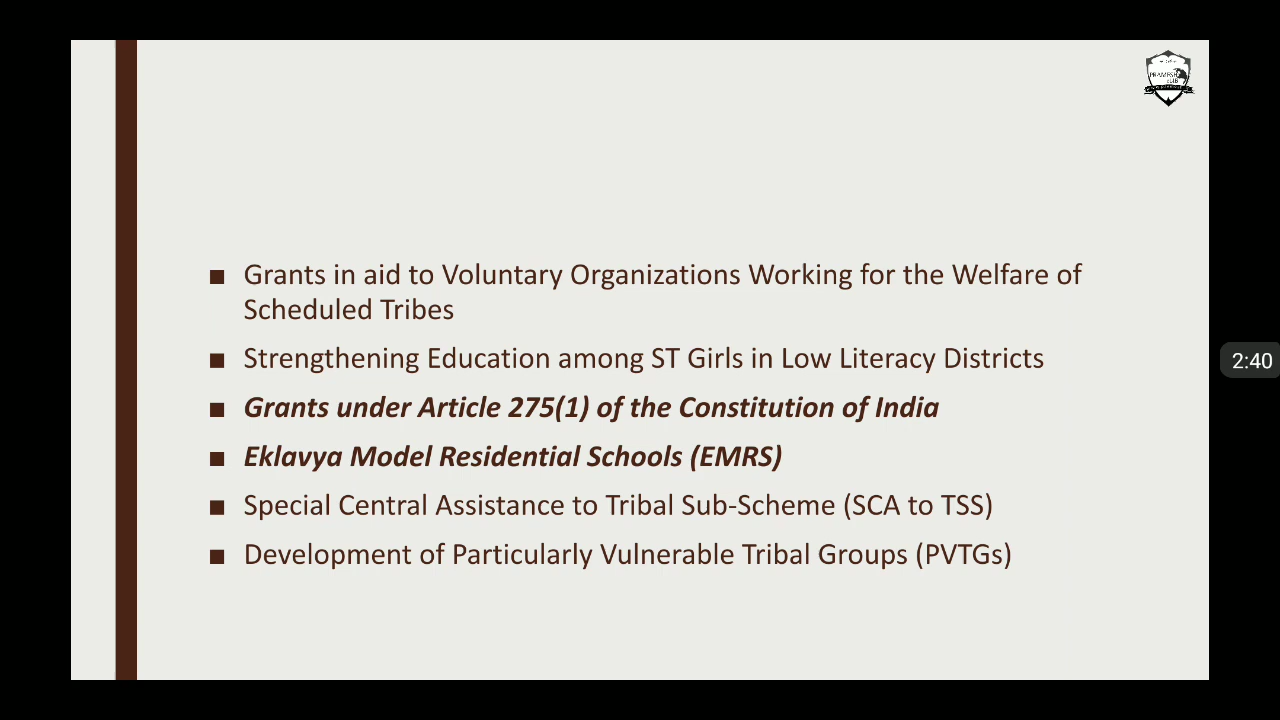 PRAMESH
■ Grants in aid to Voluntary Organizations Working for the Welfare of
Scheduled Tribes
■ Strengthening Education among ST Girls in Low Literacy Districts
■ Grants under Article 275(1) of the Constitution of India
■ Eklavya Model Residential Schools (EMRS)
■ Special Central Assistance to Tribal Sub-Scheme (SCA to TSS)
■ Development of Particularly Vulnerable Tribal Groups (PVTGs)
2:40